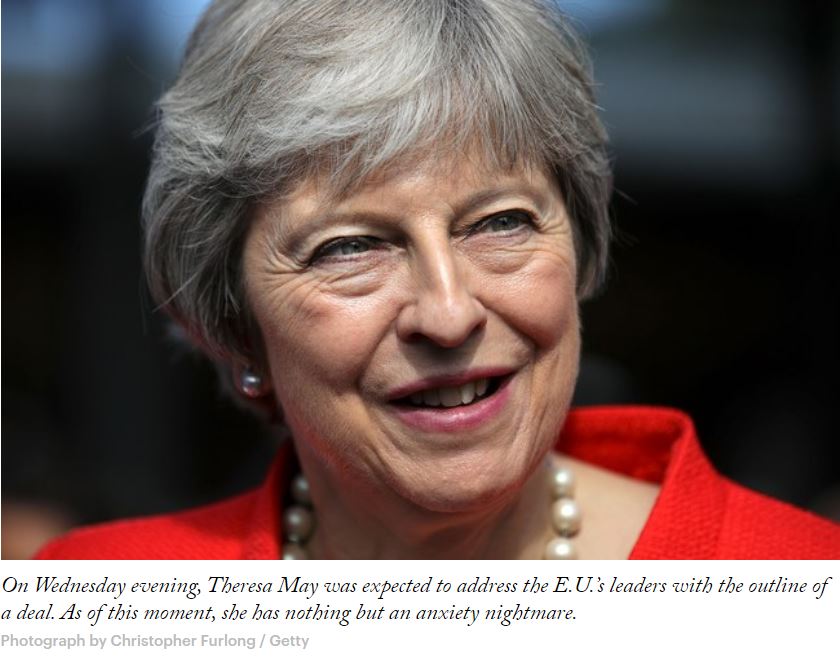 On Wednesday evening, Theresa May was expected to address the E.U.'s leaders with the outline of
a deal. As of this moment, she has nothing but an anxiety nightmare.
Photograph by Christopher Furlong / Getty